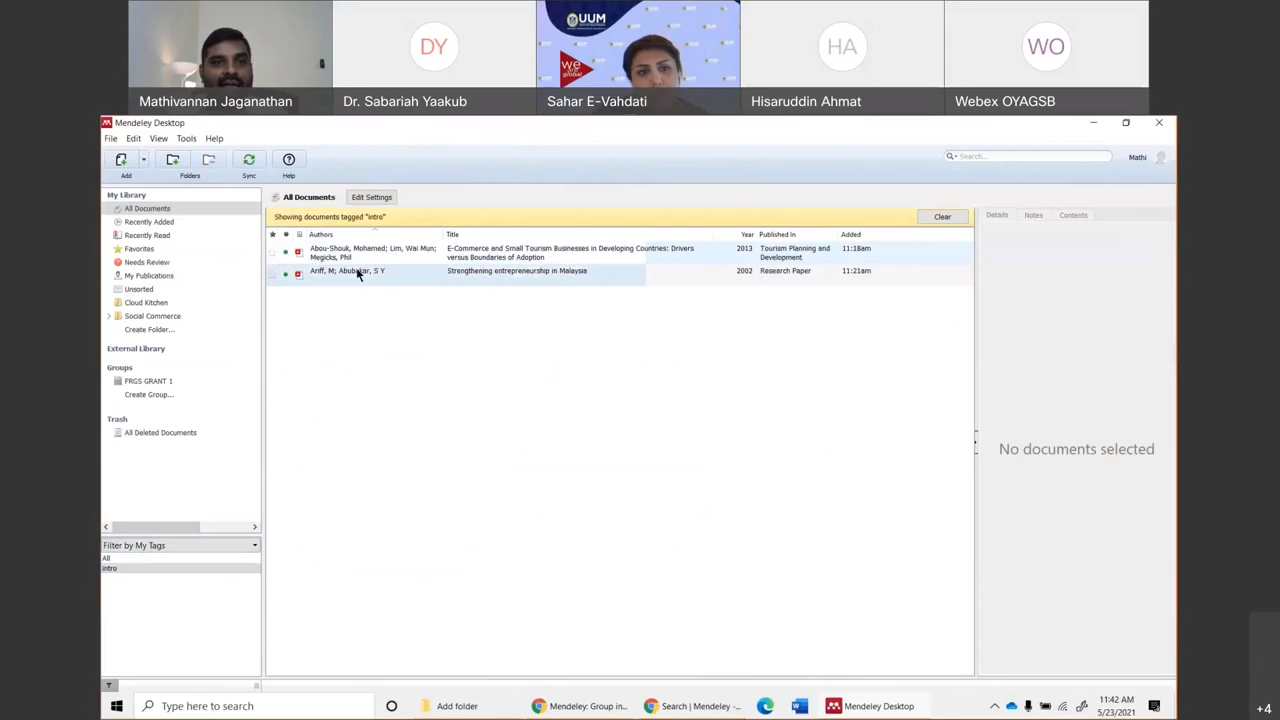 DY
UUM
we
global
HA
WO
Mathivannan Jaganathan
Dr. Sabariah Yaakub
Sahar E-Vahdati
Hisaruddin Ahmat
Webex OYAGSB
Mendeley Desktop
File Edit View Tools Help
Search...
Mathi
Add Folders Sync Help
My Library
All Documents
Recently Added
Recently Read
Favorites
Needs Review
My Publications
Unsorted
Cloud Kitchen
Social Commerce
Create Folder...
External Library
Groups
FRGS GRANT 1
Create Group...
Trash
All Deleted Documents
Filter by My Tags
All
intro
All Documents Edit Settings
Showing documents tagged "intro" Clear
Authors Title Year Published In Added
Abou-Shouk, Mohamed; Lim, Wai Mun; E-Commerce and Small Tourism Businesses in Developing Countries: Drivers 2013 Tourism Planning and 11:18am
Megicks, Phil versus Boundaries of Adoption Development
Ariff, M; Abubakar, S Y Strengthening entrepreneurship in Malaysia 2002 Research Paper 11:21am
Details Notes Contents
No documents selected
Type here to search
Add folder
Mendeley: Group in...
Search | Mendeley -...
Mendeley Desktop
11:42 AM
5/23/2021
+4